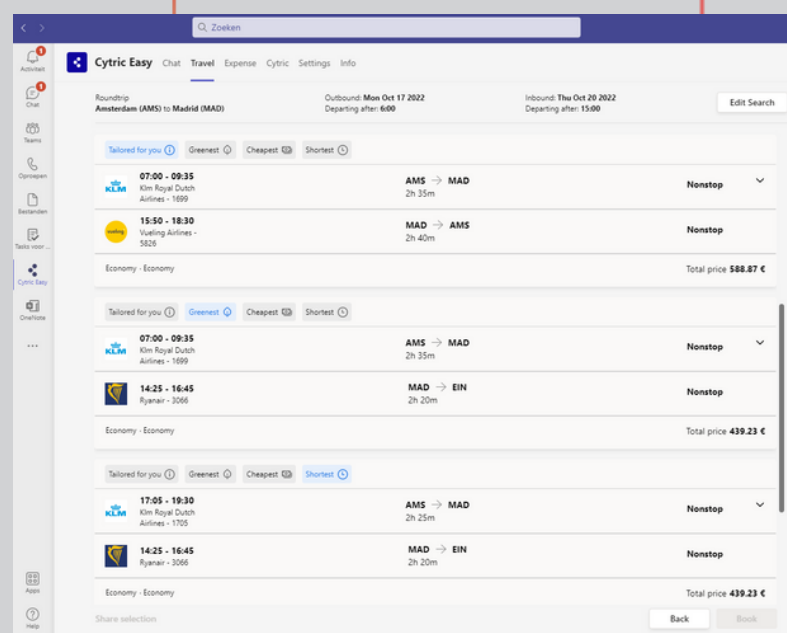 Zoeken
Activiteit
Chat
Teams
Oproepen
Bestanden
Tasks voor ...
Cytric Easy
OneNote
Apps
Help
Cytric Easy Chat Travel Expense Cytric Settings Info
Roundtrip
Amsterdam (AMS) to Madrid (MAD)
Outbound: Mon Oct 17 2022
Departing after: 6:00
Inbound: Thu Oct 20 2022
Departing after: 15:00
Edit Search
Tailored for you Greenest Cheapest Shortest
KLM
07:00 - 09:35
Klm Royal Dutch
Airlines - 1699
AMS → MAD
2h 35m
Nonstop
vueling
15:50 - 18:30
Vueling Airlines -
5826
MAD → AMS
2h 40m
Nonstop
Economy - Economy
Total price 588.87 €
Tailored for you Greenest Cheapest Shortest
KLM
07:00 - 09:35
Klm Royal Dutch
Airlines - 1699
AMS → MAD
2h 35m
Nonstop
14:25 - 16:45
Ryanair - 3066
MAD → EIN
2h 20m
Nonstop
Economy - Economy
Total price 439.23 €
Tailored for you Greenest Cheapest Shortest
KLM
17:05 - 19:30
Klm Royal Dutch
Airlines - 1705
AMS → MAD
2h 25m
Nonstop
14:25 - 16:45
Ryanair - 3066
MAD → EIN
2h 20m
Nonstop
Economy - Economy
Total price 439.23 €
Share selection
Back
Book